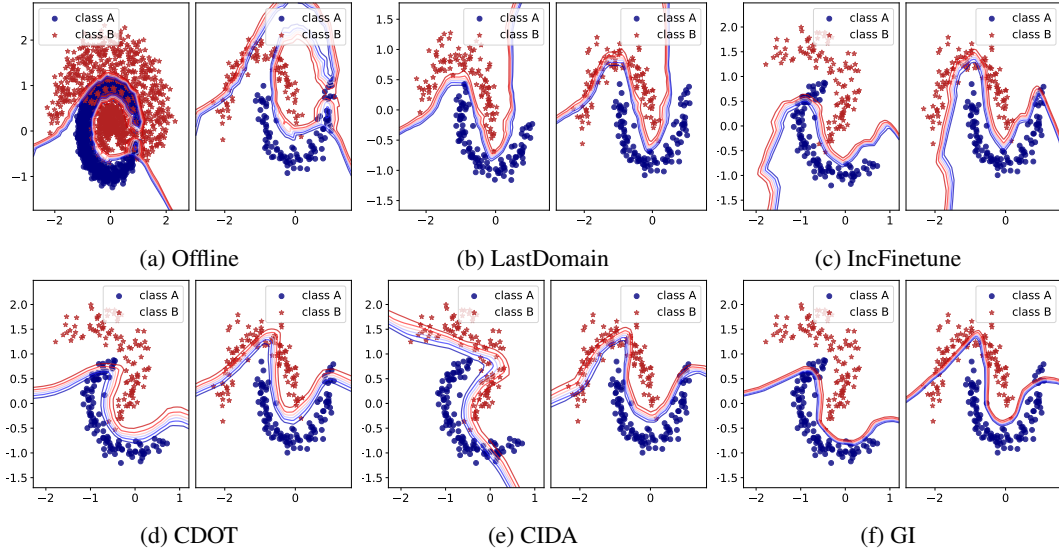 class A
class B
class A
class B
class A
class B
class A
class B
class A
class B
class A
class B
2
1
0
−1
1.5
1.0
0.5
0.0
−0.5
−1.0
−1.5
2.0
1.5
1.0
0.5
0.0
-0.5
-1.0
-1.5
−2 0 2 −2 0 −2 0 −2 0 −2 −1 0 1 −2 0
(a) Offline (b) LastDomain (c) IncFinetune
class A
class B
class A
class B
class A
class B
class A
class B
class A
class B
class A
class B
2.0
1.5
1.0
0.5
0.0
-0.5
-1.0
-1.5
2.0
1.5
1.0
0.5
0.0
-0.5
-1.0
-1.5
2.0
1.5
1.0
0.5
0.0
-0.5
-1.0
-1.5
−2 −1 0 1 −2 0 −2 −1 0 1 −2 0 −2 −1 0 1 −2 0
(d) CDOT (e) CIDA (f) GI